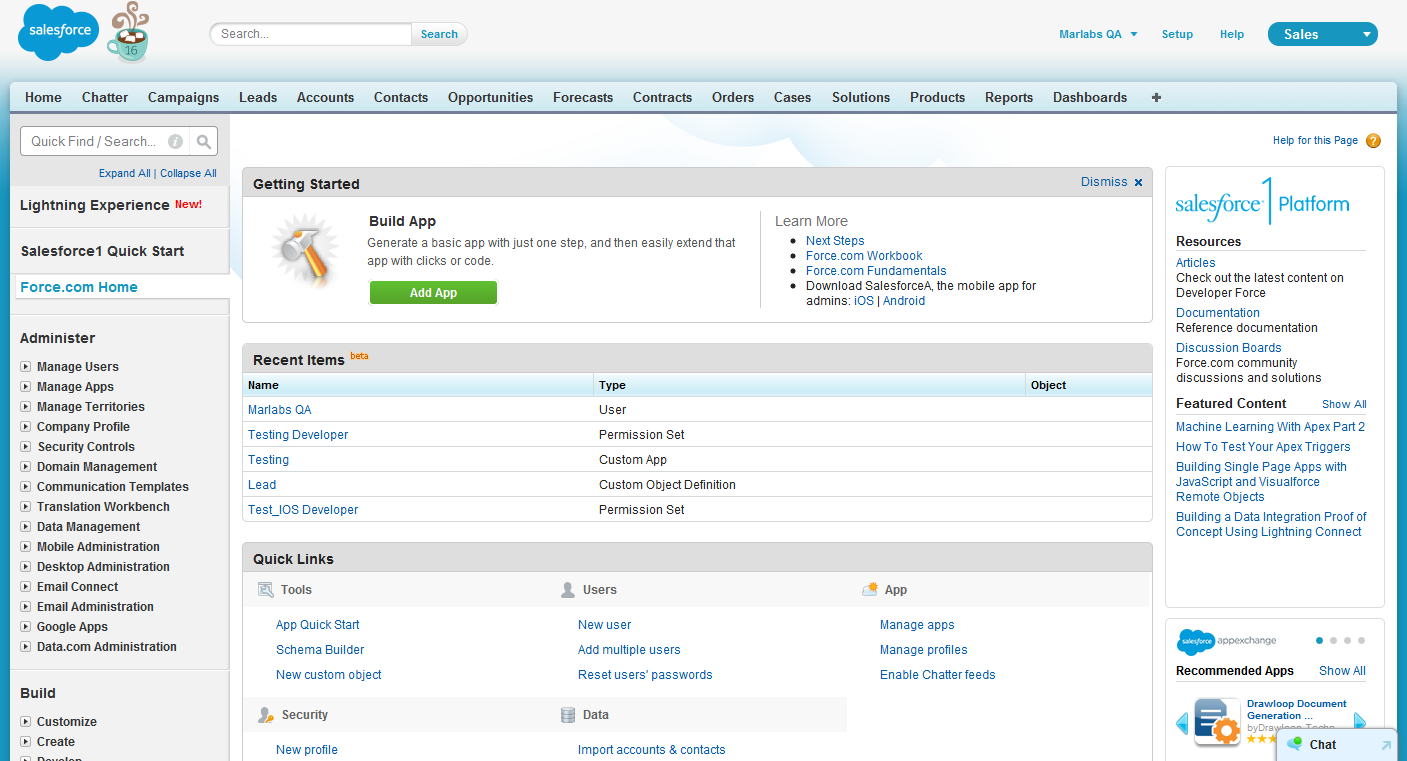 salesforce
16
Search...
Search
Marlabs QA
Setup
Help
Sales
Home Chatter Campaigns Leads Accounts Contacts Opportunities Forecasts Contracts Orders Cases Solutions Products Reports Dashboards +
Quick Find / Search... i
Expand All | Collapse All
Lightning Experience New!
Salesforce1 Quick Start
Force.com Home
Administer
Manage Users
Manage Apps
Manage Territories
Company Profile
Security Controls
Domain Management
Communication Templates
Translation Workbench
Data Management
Mobile Administration
Desktop Administration
Email Connect
Email Administration
Google Apps
Data.com Administration
Build
Customize
Create
Develop
Help for this Page ?
Getting Started
Dismiss x
Build App
Generate a basic app with just one step, and then easily extend that
app with clicks or code.
Add App
Learn More
Next Steps
Force.com Workbook
Force.com Fundamentals
Download SalesforceA, the mobile app for
admins: iOS | Android
Recent Items beta
Name Type Object
Marlabs QA User
Testing Developer Permission Set
Testing Custom App
Lead Custom Object Definition
Test_IOS Developer Permission Set
Quick Links
Tools
App Quick Start
Schema Builder
New custom object
Users
New user
Add multiple users
Reset users' passwords
App
Manage apps
Manage profiles
Enable Chatter feeds
Security
New profile
Data
Import accounts & contacts
salesforce1 Platform
Resources
Articles
Check out the latest content on
Developer Force
Documentation
Reference documentation
Discussion Boards
Force.com community
discussions and solutions
Featured Content Show All
Machine Learning With Apex Part 2
How To Test Your Apex Triggers
Building Single Page Apps with
JavaScript and Visualforce
Remote Objects
Building a Data Integration Proof of
Concept Using Lightning Connect
salesforce appexchange
Recommended Apps Show All
Drawloop Document
Generation ...
byDrawloop Techn
Chat